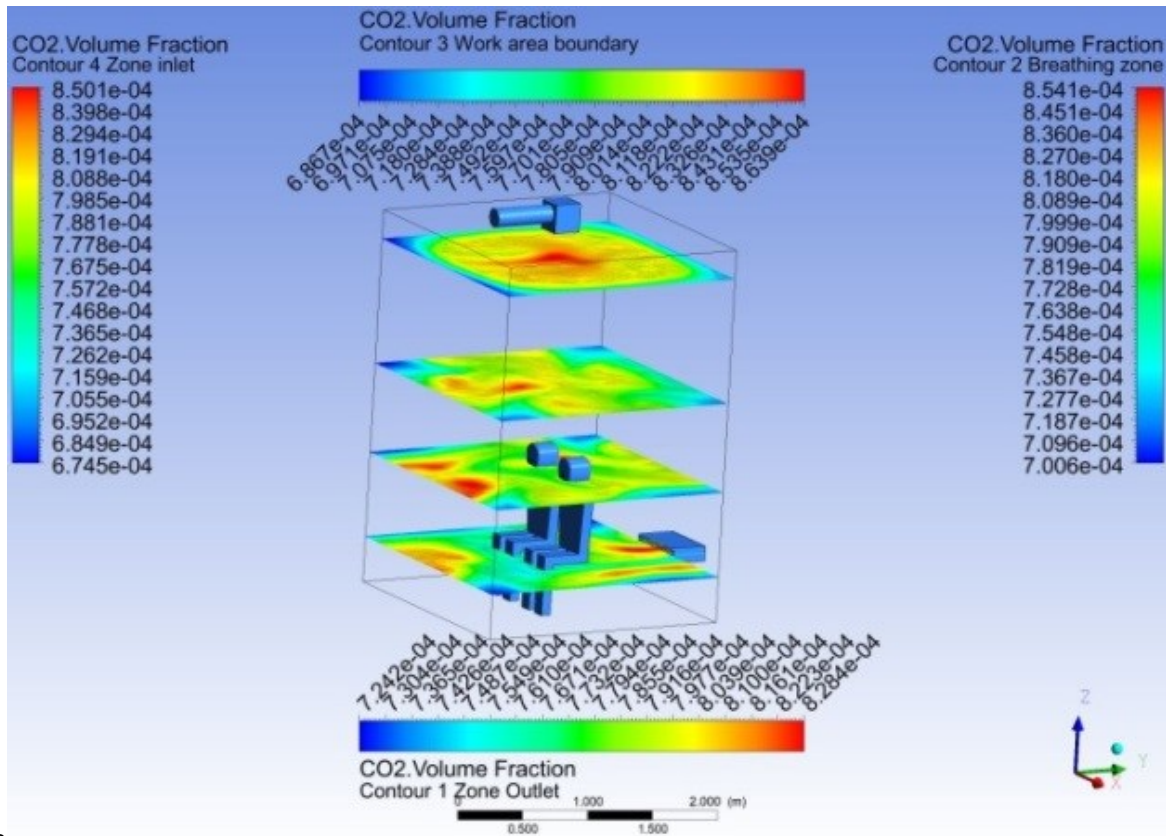 CO2.Volume Fraction
Contour 3 Work area boundary
6.867e-04
6.971e-04
7.075e-04
7.180e-04
7.284e-04
7.388e-04
7.492e-04
7.597e-04
7.701e-04
7.805e-04
7.909e-04
8.014e-04
8.118e-04
8.222e-04
8.326e-04
8.431e-04
8.535e-04
8.639e-04
CO2.Volume Fraction
Contour 4 Zone inlet
8.501e-04
8.398e-04
8.294e-04
8.191e-04
8.088e-04
7.985e-04
7.881e-04
7.778e-04
7.675e-04
7.572e-04
7.468e-04
7.365e-04
7.262e-04
7.159e-04
7.055e-04
6.952e-04
6.849e-04
6.745e-04
CO2.Volume Fraction
Contour 2 Breathing zone
8.541e-04
8.451e-04
8.360e-04
8.270e-04
8.180e-04
8.089e-04
7.999e-04
7.909e-04
7.819e-04
7.728e-04
7.638e-04
7.548e-04
7.458e-04
7.367e-04
7.277e-04
7.187e-04
7.096e-04
7.006e-04
7.242e-04
7.304e-04
7.365e-04
7.426e-04
7.487e-04
7.549e-04
7.610e-04
7.671e-04
7.732e-04
7.794e-04
7.855e-04
7.916e-04
7.977e-04
8.039e-04
8.100e-04
8.161e-04
8.223e-04
8.284e-04
CO2.Volume Fraction
Contour 1 Zone Outlet
0 1.000 2.000 (m)
0.500 1.500
Z
Y
X